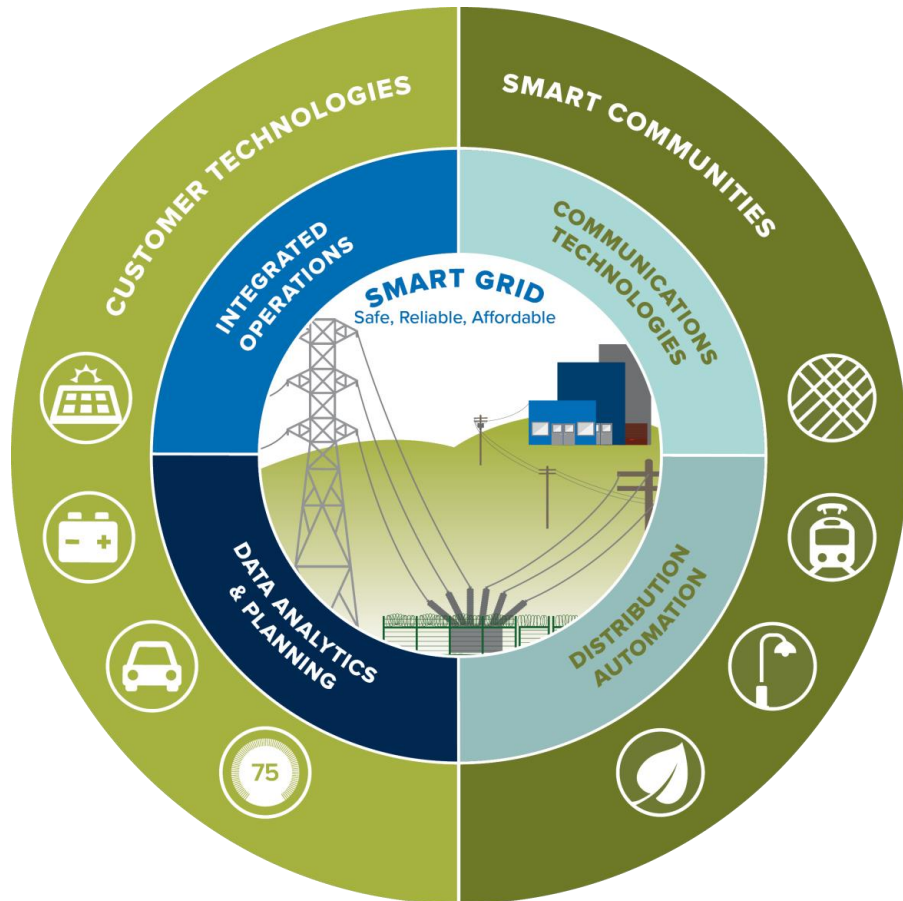 CUSTOMER TECHNOLOGIES
SMART COMMUNITIES
INTEGRATED
OPERATIONS
COMMUNICATIONS
TECHNOLOGIES
SMART GRID
Safe, Reliable, Affordable
DATA ANALYTICS
& PLANNING
DISTRIBUTION
AUTOMATION
- +
75